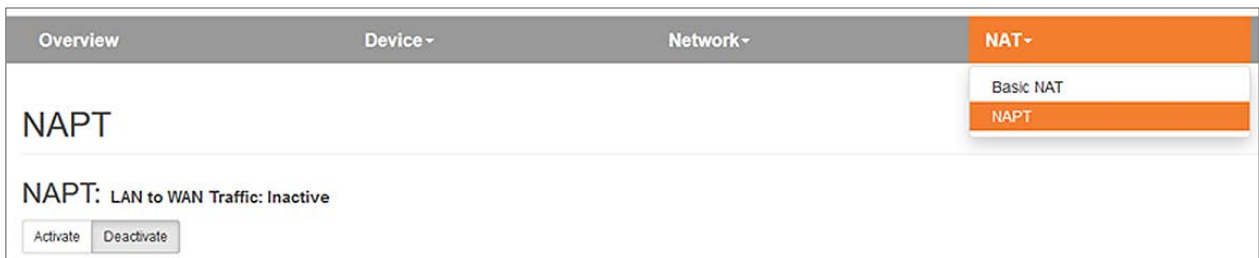 Overview Device Network NAT
Basic NAT
NAPT
NAPT
NAPT: LAN to WAN Traffic: Inactive
Activate Deactivate